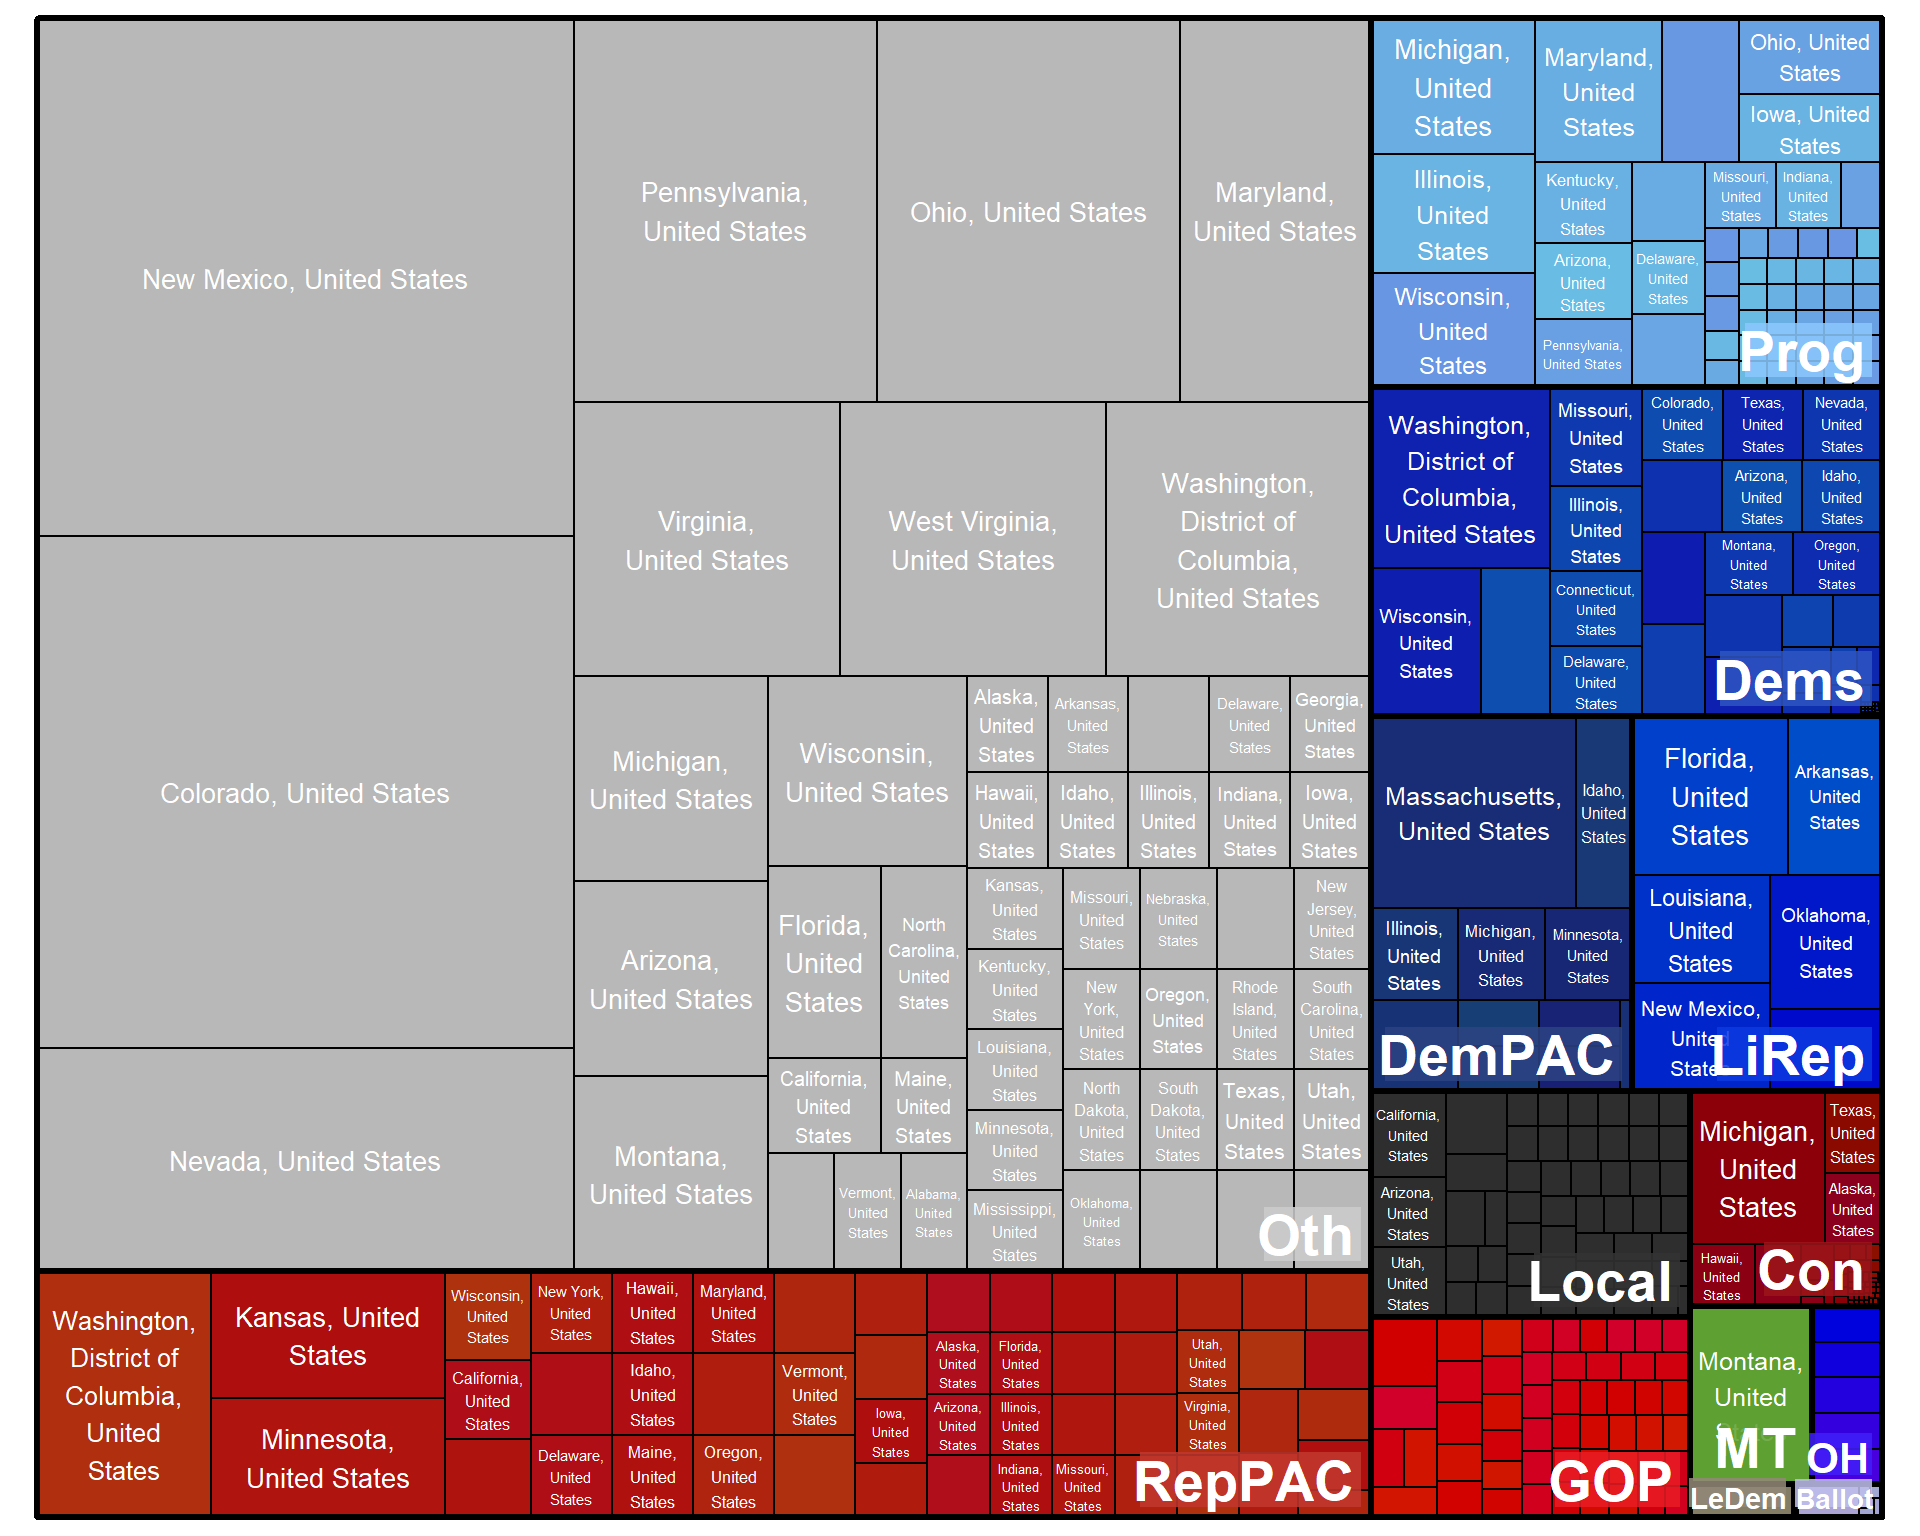 New Mexico, United States
Colorado, United States
Nevada, United States
Pennsylvania,
United States
Ohio, United States
Maryland,
United States
Virginia,
United States
West Virginia,
United States
Washington,
District of
Columbia,
United States
Michigan,
United States
Arizona,
United States
Montana,
United States
Wisconsin,
United States
Florida,
United
States
North
Carolina,
United
States
California,
United
States
Maine,
United
States
Vermont,
United
States
Alabama,
United
States
Alaska,
United
States
Arkansas,
United
States
Delaware,
United
States
Georgia,
United
States
Hawaii,
United
States
Idaho,
United
States
Illinois,
United
States
Indiana,
United
States
Iowa,
United
States
Kansas,
United
States
Kentucky,
United
States
Louisiana,
United
States
Minnesota,
United
States
Mississippi,
United
States
Missouri,
United
States
Nebraska,
United
States
New
Jersey,
United
States
New
York,
United
States
Oregon,
United
States
Rhode
Island,
United
States
South
Carolina,
United
States
North
Dakota,
United
States
South
Dakota,
United
States
Texas,
United
States
Utah,
United
States
Oklahoma,
United
States
Oth
Washington,
District of
Columbia,
United
States
Kansas, United
States
Minnesota,
United States
Wisconsin,
United
States
California,
United
States
New York,
United
States
Delaware,
United
States
Hawaii,
United
States
Idaho,
United
States
Maine,
United
States
Maryland,
United
States
Oregon,
United
States
Vermont,
United
States
Iowa,
United
States
Alaska,
United
States
Arizona,
United
States
Florida,
United
States
Illinois,
United
States
Indiana,
United
States
Missouri,
United
States
Utah,
United
States
Virginia,
United
States
RepPAC
Michigan,
United
States
Illinois,
United
States
Wisconsin,
United
States
Maryland,
United
States
Ohio, United
States
Iowa, United
States
Kentucky,
United
States
Arizona,
United
States
Pennsylvania,
United States
Delaware,
United
States
Missouri,
United
States
Indiana,
United
States
Prog
Washington,
District of
Columbia,
United States
Wisconsin,
United
States
Missouri,
United
States
Illinois,
United
States
Connecticut,
United
States
Delaware,
United
States
Colorado,
United
States
Texas,
United
States
Nevada,
United
States
Arizona,
United
States
Idaho,
United
States
Montana,
United
States
Oregon,
United
States
Dems
Massachusetts,
United States
Idaho,
United
States
Illinois,
United
States
Michigan,
United
States
Minnesota,
United
States
DemPAC
Florida,
United
States
Arkansas,
United
States
Louisiana,
United
States
Oklahoma,
United
States
New Mexico,
United
States
LiRep
California,
United
States
Arizona,
United
States
Utah,
United
States
Local
Michigan,
United
States
Texas,
United
States
Alaska,
United
States
Hawaii,
United
States
Con
GOP
Montana,
United
States
MT
OH
LeDem
Ballot